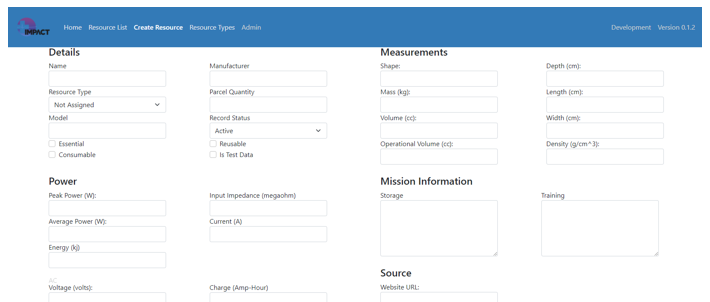 IMPACT Home Resource List Create Resource Resource Types Admin Development Version 0.1.2
Details
Name Manufacturer
Resource Type Parcel Quantity
Not Assigned
Model Record Status
Active
Essential Reusable
Consumable Is Test Data
Measurements
Shape: Depth (cm):
Mass (kg): Length (cm):
Volume (cc): Width (cm):
Operational Volume (cc): Density (g/cm^3):
Power
Peak Power (W): Input Impedance (megaohm)
Average Power (W): Current (A)
Energy (kj)
AC
Voltage (volts): Charge (Amp-Hour)
Mission Information
Storage Training
Source
Website URL: